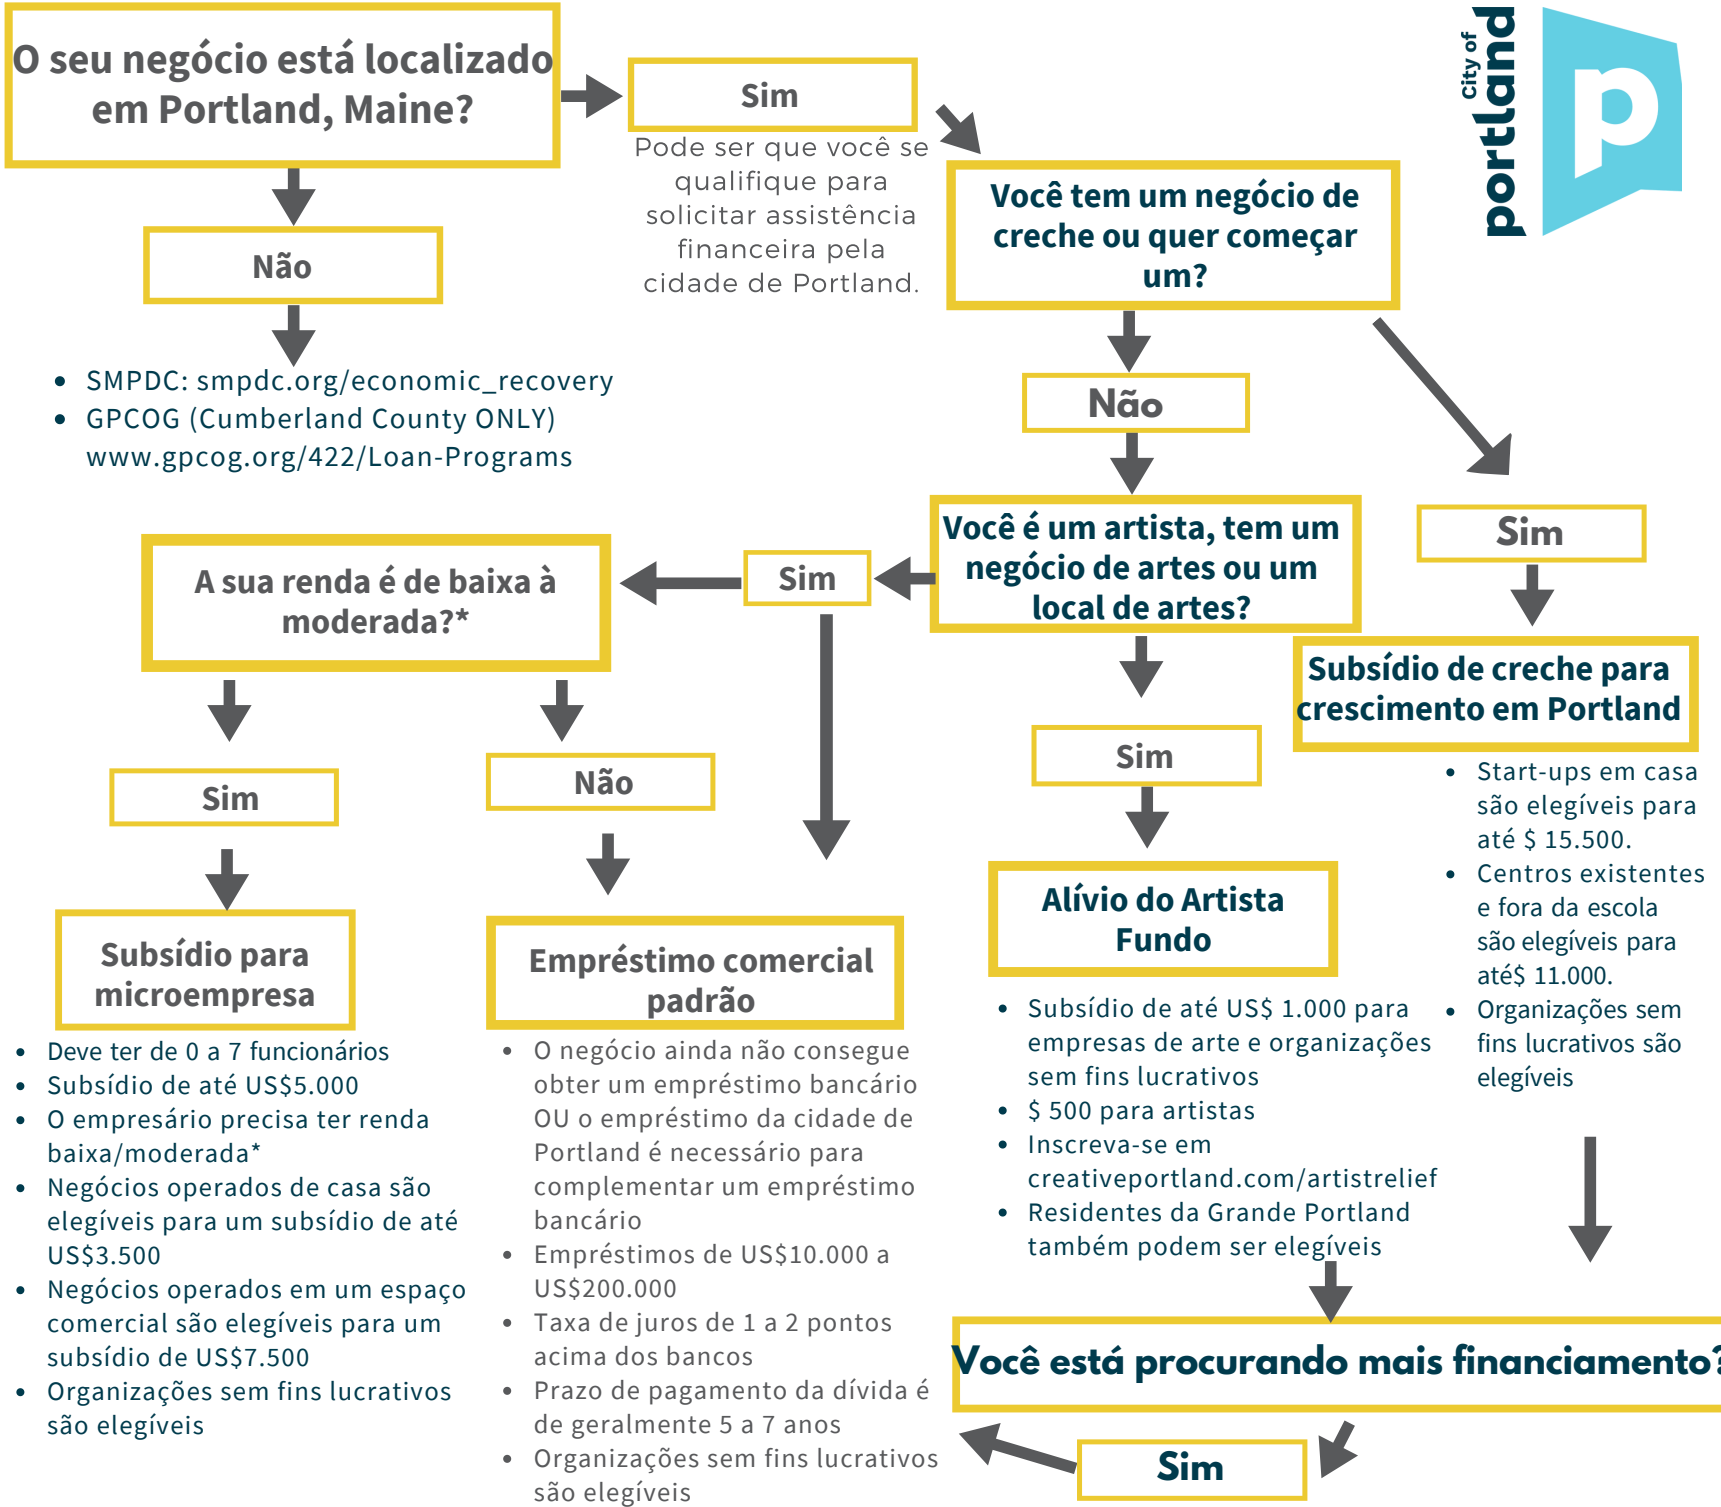 O seu negócio está localizado
em Portland, Maine?
Sim
Pode ser que você se
qualifique para
solicitar assistência
financeira pela
cidade de Portland.
City of
portland
p
Não
SMPDC: smpdc.org/economic_recovery
GPCOG (Cumberland County ONLY)
www.gpcog.org/422/Loan-Programs
Você tem um negócio de
creche ou quer começar
um?
Não
Sim
Você é um artista, tem um
negócio de artes ou um
local de artes?
Sim
A sua renda é de baixa à
moderada?*
Sim
Não
Sim
Subsídio de creche para
crescimento em Portland
Start-ups em casa
são elegíveis para
até $ 15.500.
Centros existentes
e fora da escola
são elegíveis para
até$ 11.000.
Organizações sem
fins lucrativos são
elegíveis
Subsídio para
microempresa
Deve ter de 0 a 7 funcionários
Subsídio de até US$5.000
O empresário precisa ter renda
baixa/moderada*
Negócios operados de casa são
elegíveis para um subsídio de até
US$3.500
Negócios operados em um espaço
comercial são elegíveis para um
subsídio de US$7.500
Organizações sem fins lucrativos
são elegíveis
Empréstimo comercial
padrão
O negócio ainda não consegue
obter um empréstimo bancário
OU o empréstimo da cidade de
Portland é necessário para
complementar um empréstimo
bancário
Empréstimos de US$10.000 a
US$200.000
Taxa de juros de 1 a 2 pontos
acima dos bancos
Prazo de pagamento da dívida é
de geralmente 5 a 7 anos
Organizações sem fins lucrativos
são elegíveis
Alívio do Artista
Fundo
Subsídio de até US$ 1.000 para
empresas de arte e organizações
sem fins lucrativos
$ 500 para artistas
Inscreva-se em
creativeportland.com/artistrelief
Residentes da Grande Portland
também podem ser elegíveis
Você está procurando mais financiamento?
Sim